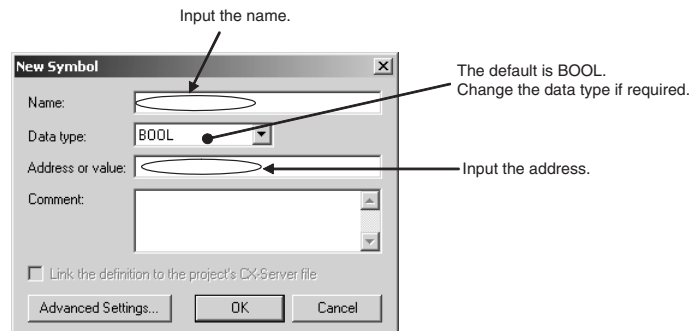 Input the name.
New Symbol
The default is BOOL.
Change the data type if required.
Name:
Data type:
BOOL
Address or value:
Input the address.
Comment:
Link the definition to the project's CX-Server file
Advanced Settings...
OK
Cancel